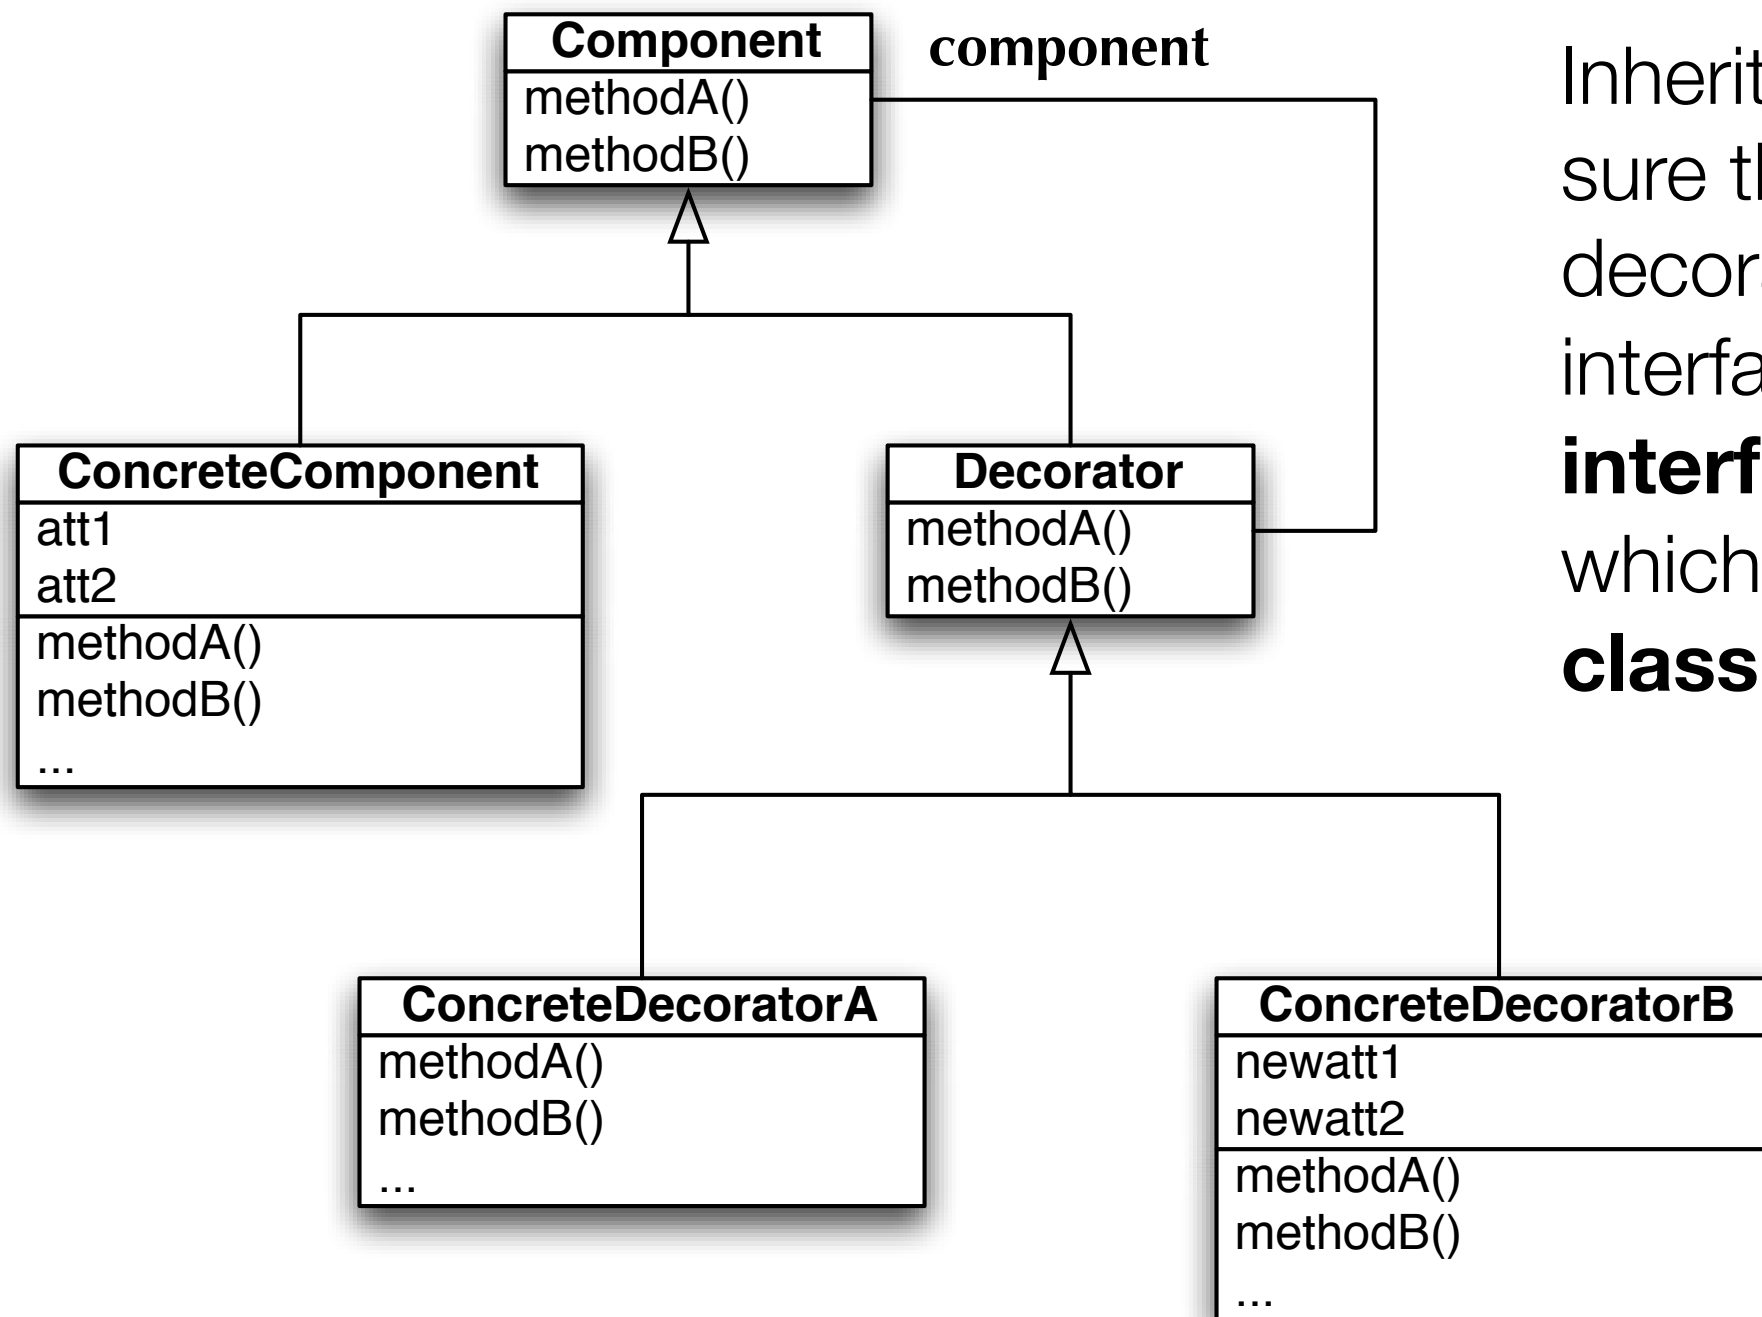 Component
methodA()
methodB()
component
ConcreteComponent
att1
att2
methodA()
methodB()
...
Decorator
methodA()
methodB()
ConcreteDecoratorA
methodA()
methodB()
...
ConcreteDecoratorB
newatt1
newatt2
methodA()
methodB()
...
Inherit
sure th
decora
interfa
interf
which
class